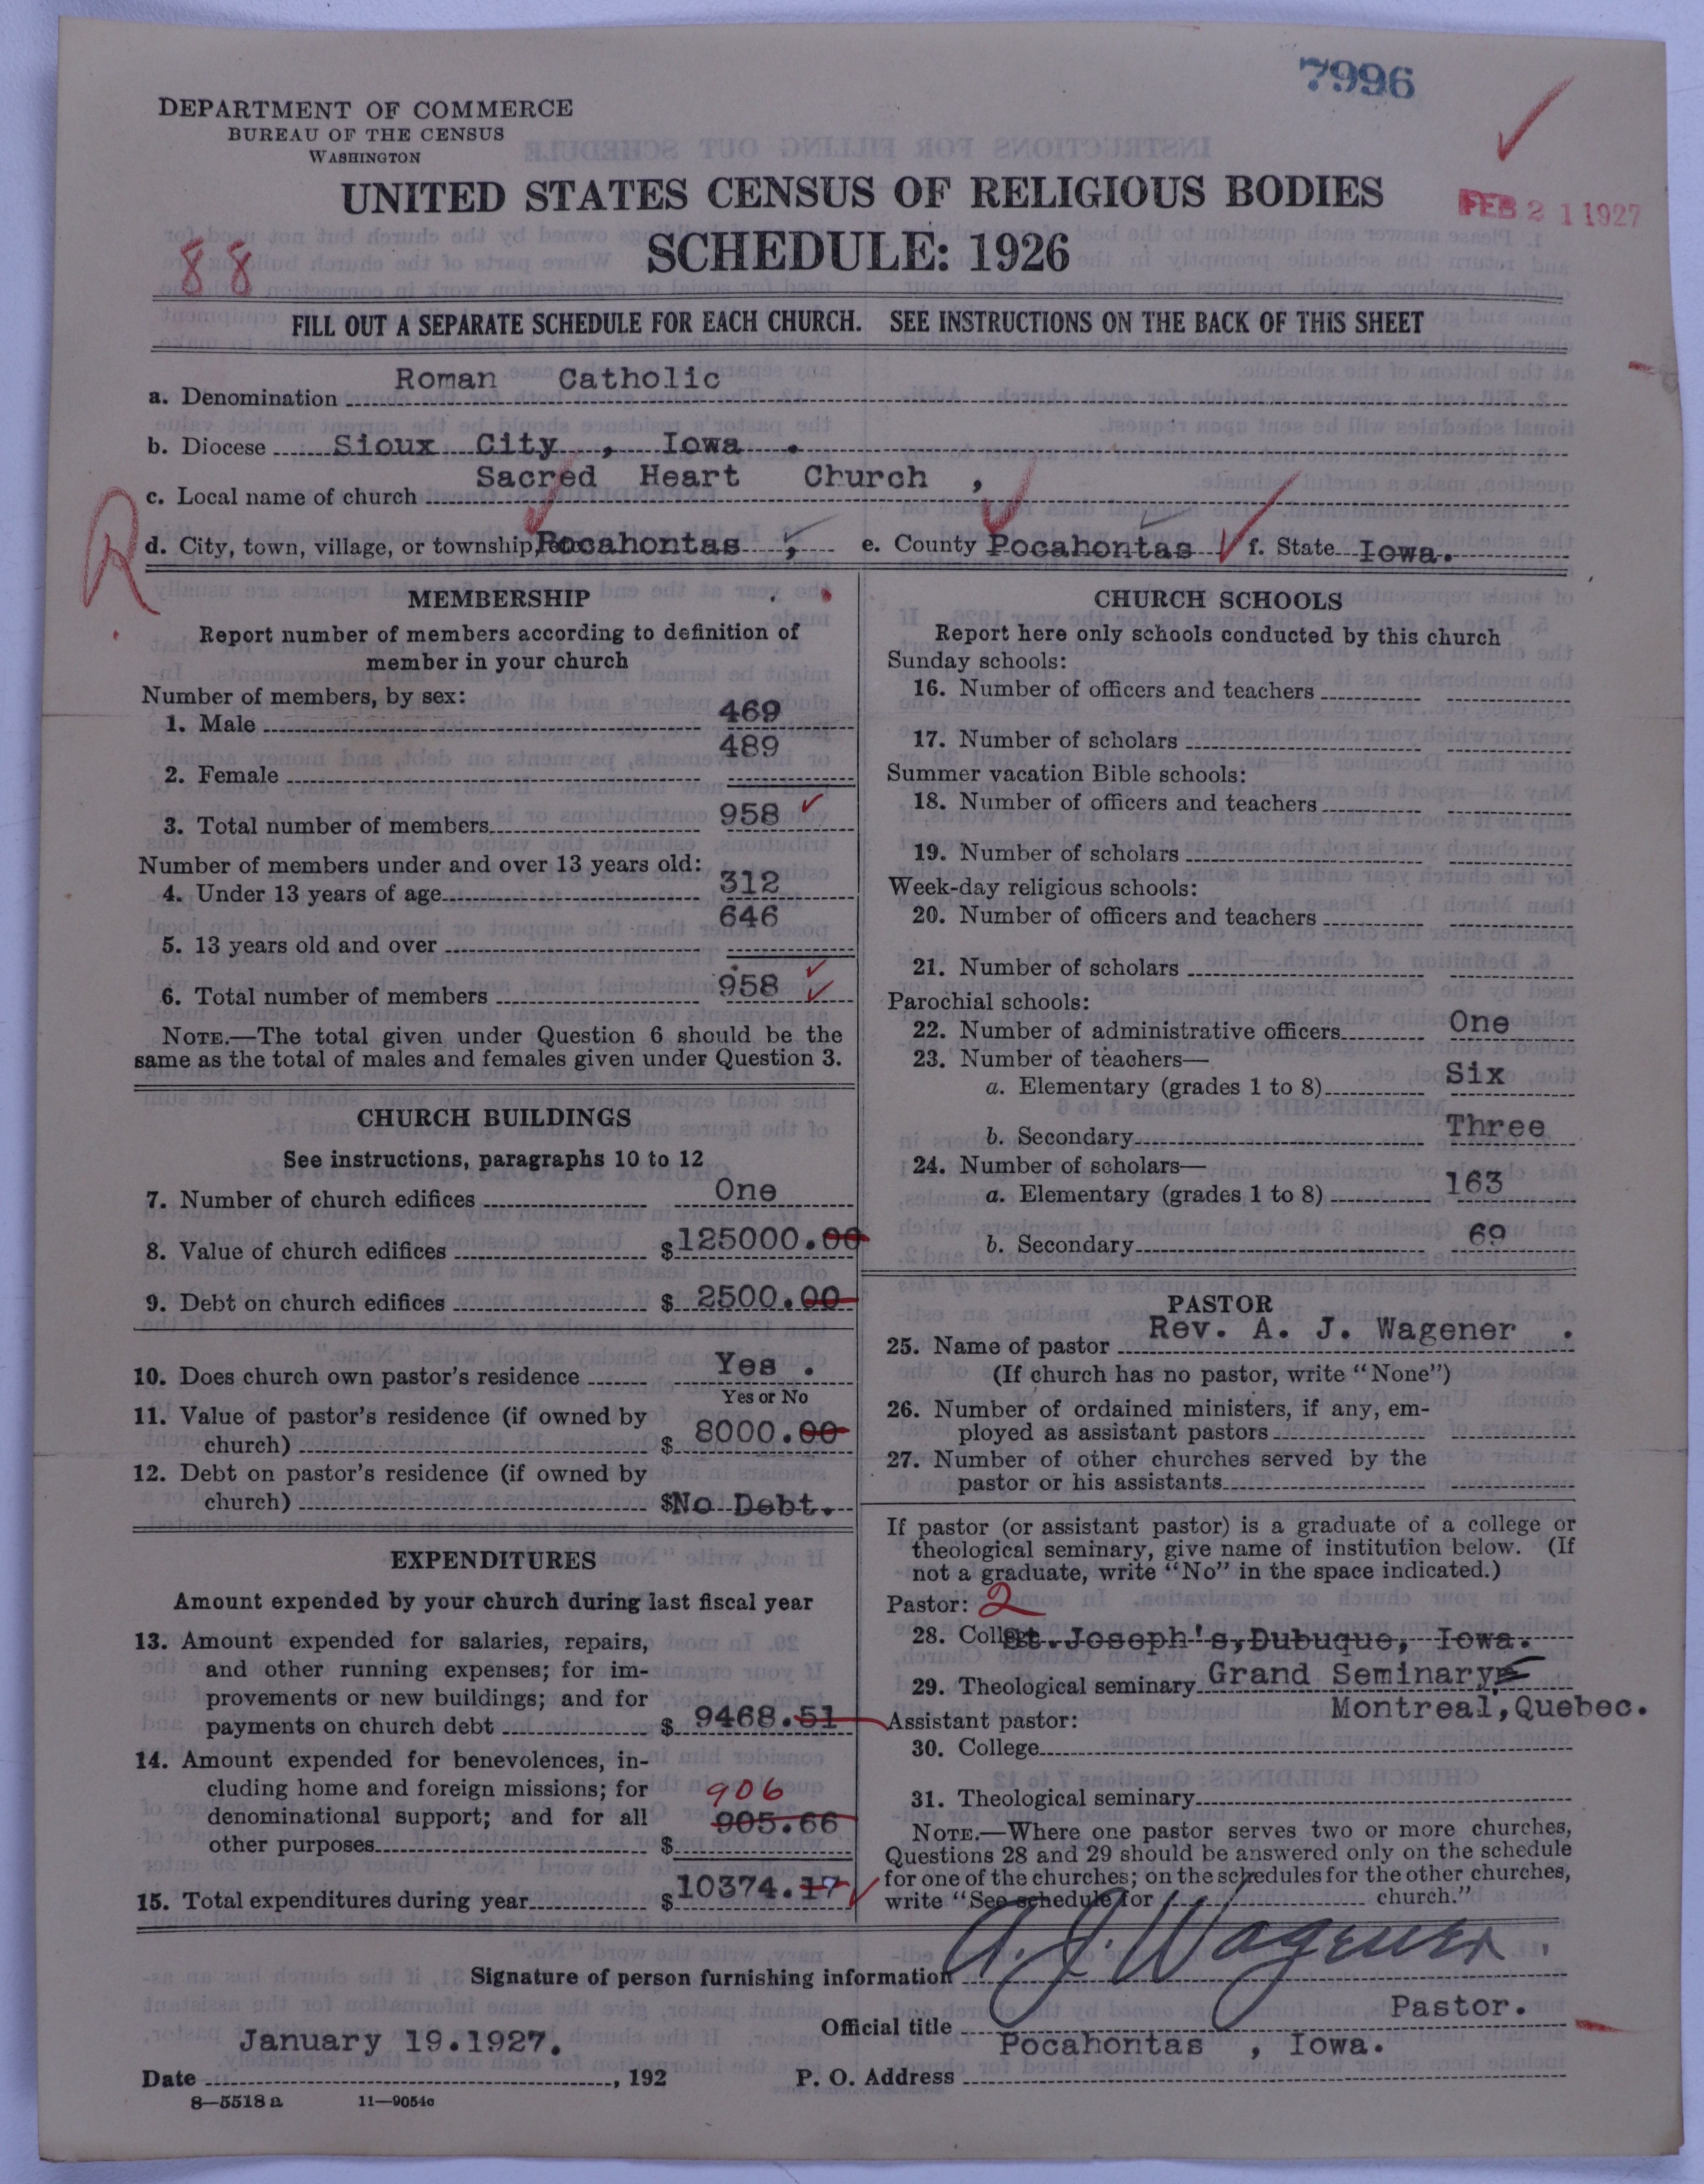 7996
DEPARTMENT OF COMMERCE
BUREAU OF THE CENSUS
WASHINGTON
UNITED STATES CENSUS OF RELIGIOUS BODIES
FEB 21 1927
SCHEDULE: 1926
88
FILL OUT A SEPARATE SCHEDULE FOR EACH CHURCH. SEE INSTRUCTIONS ON THE BACK OF THIS SHEET
a. Denomination Roman Catholic
b. Diocese Sioux City , Iowa .
c. Local name of church Sacred Heart Church ,
R
d. City, town, village, or township, Pocahontas , e. County Pocahontas f. State Iowa.
MEMBERSHIP
Report number of members according to definition of
member in your church
Number of members, by sex:
1. Male 469
2. Female 489
3. Total number of members 958
Number of members under and over 13 years old:
4. Under 13 years of age 312
5. 13 years old and over 646
6. Total number of members 958
NOTE.—The total given under Question 6 should be the
same as the total of males and females given under Question 3.
CHURCH BUILDINGS
See instructions, paragraphs 10 to 12
7. Number of church edifices One
8. Value of church edifices $125000.00
9. Debt on church edifices $ 2500.00
10. Does church own pastor's residence Yes .
Yes or No
11. Value of pastor's residence (if owned by
church) $ 8000.00
12. Debt on pastor's residence (if owned by
church) $No Debt.
EXPENDITURES
Amount expended by your church during last fiscal year
13. Amount expended for salaries, repairs,
and other running expenses; for im-
provements or new buildings; and for
payments on church debt $ 9468.51
14. Amount expended for benevolences, in-
cluding home and foreign missions; for 906
denominational support; and for all 905.66
other purposes $
15. Total expenditures during year $10374.17
CHURCH SCHOOLS
Report here only schools conducted by this church
Sunday schools:
16. Number of officers and teachers
17. Number of scholars
Summer vacation Bible schools:
18. Number of officers and teachers
19. Number of scholars
Week-day religious schools:
20. Number of officers and teachers
21. Number of scholars
Parochial schools:
22. Number of administrative officers One
23. Number of teachers—
a. Elementary (grades 1 to 8) Six
b. Secondary Three
24. Number of scholars—
a. Elementary (grades 1 to 8) 163
b. Secondary 69
PASTOR
25. Name of pastor Rev. A. J. Wagener .
(If church has no pastor, write "None")
26. Number of ordained ministers, if any, em-
ployed as assistant pastors
27. Number of other churches served by the
pastor or his assistants
If pastor (or assistant pastor) is a graduate of a college or
theological seminary, give name of institution below. (If
not a graduate, write "No" in the space indicated.)
Pastor: 2
28. College St.Joseph's,Dubuque, Iowa.
29. Theological seminary Grand Seminary
Montreal,Quebec.
Assistant pastor:
30. College
31. Theological seminary
NOTE.—Where one pastor serves two or more churches,
Questions 28 and 29 should be answered only on the schedule
for one of the churches; on the schedules for the other churches,
write "See schedule for church."
Signature of person furnishing information A. J. Wagener
Official title Pastor.
January 19.1927.
Date , 192
P. O. Address Pocahontas , Iowa.
8—5518a 11—9054c